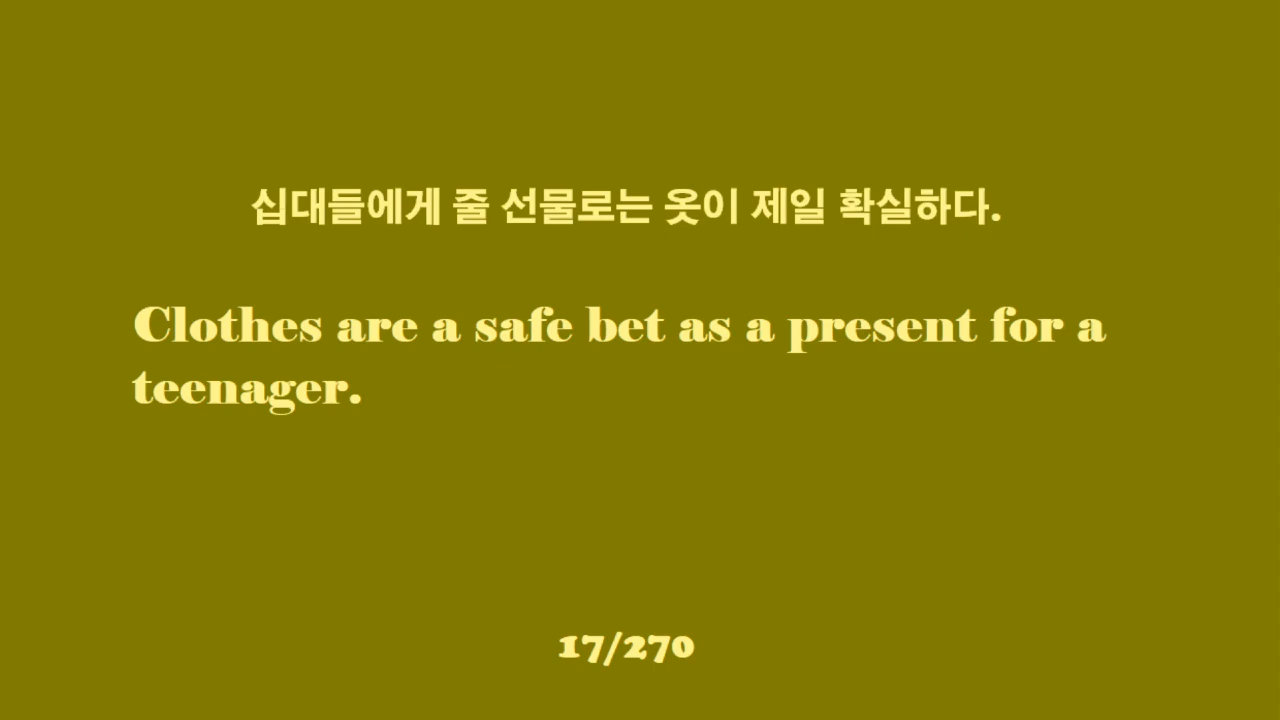 십대들에게 줄 선물로는 옷이 제일 확실하다.
Clothes are a safe bet as a present for a
teenager.
17/270